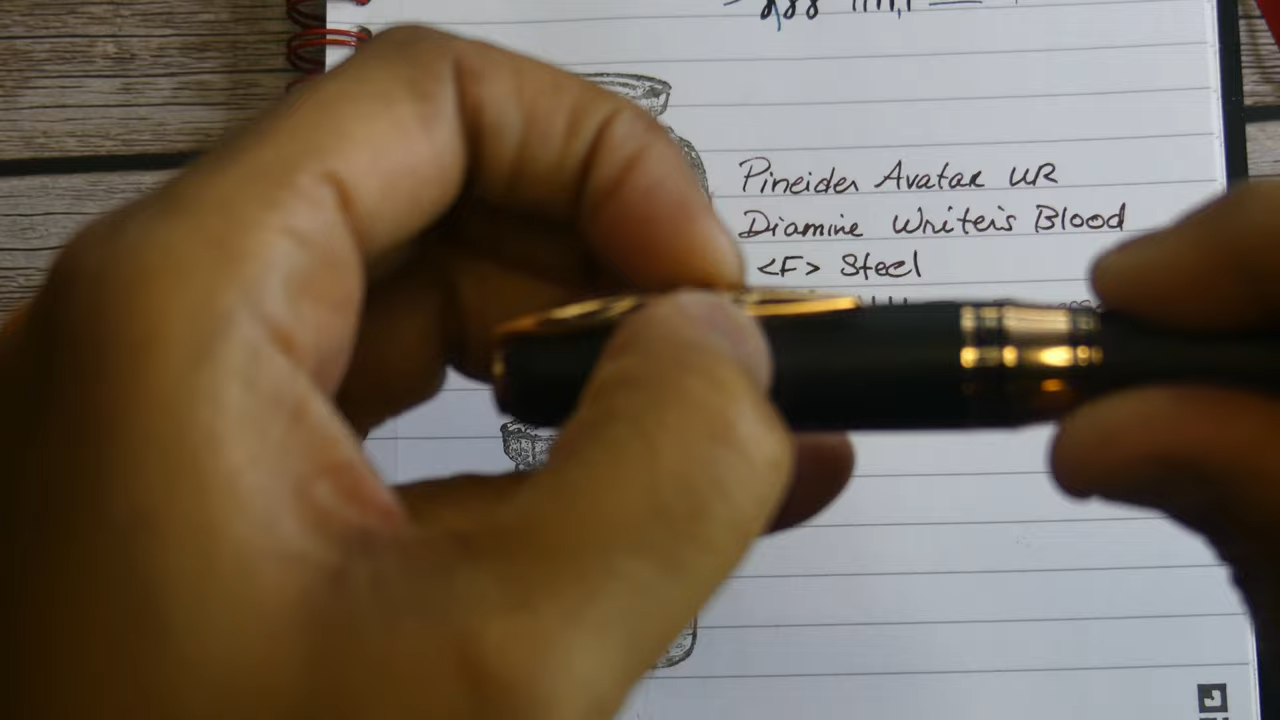 Pineider Avatar UR
Diamine Writer's Blood
<F> Steel